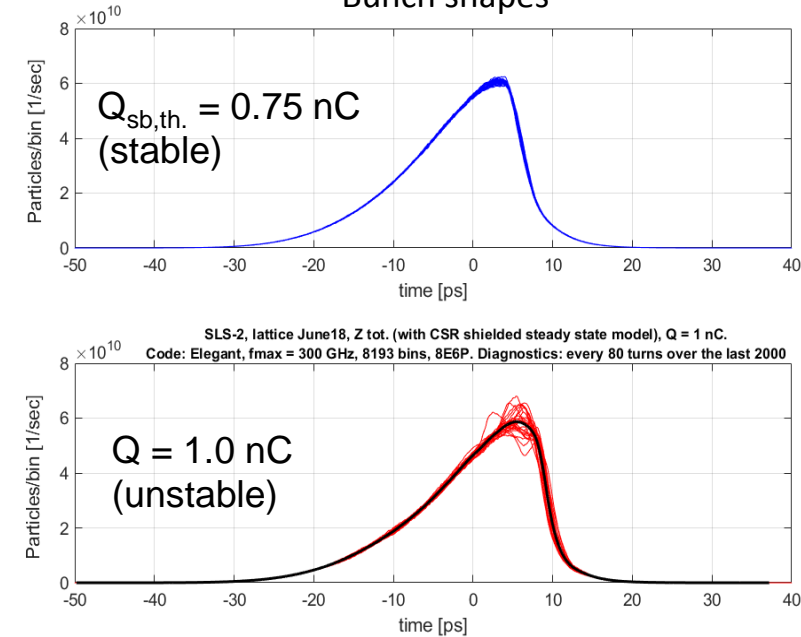 Bunch shapes
×10^10
8
6
4
2
0
Particles/bin [1/sec]
Q_sb,th. = 0.75 nC
(stable)
-50 -40 -30 -20 -10 0 10 20 30 40
time [ps]
SLS-2, lattice June18, Z tot. (with CSR shielded steady state model), Q = 1 nC.
Code: Elegant, fmax = 300 GHz, 8193 bins, 8E6P. Diagnostics: every 80 turns over the last 2000
×10^10
8
6
4
2
0
Particles/bin [1/sec]
Q = 1.0 nC
(unstable)
-50 -40 -30 -20 -10 0 10 20 30 40
time [ps]